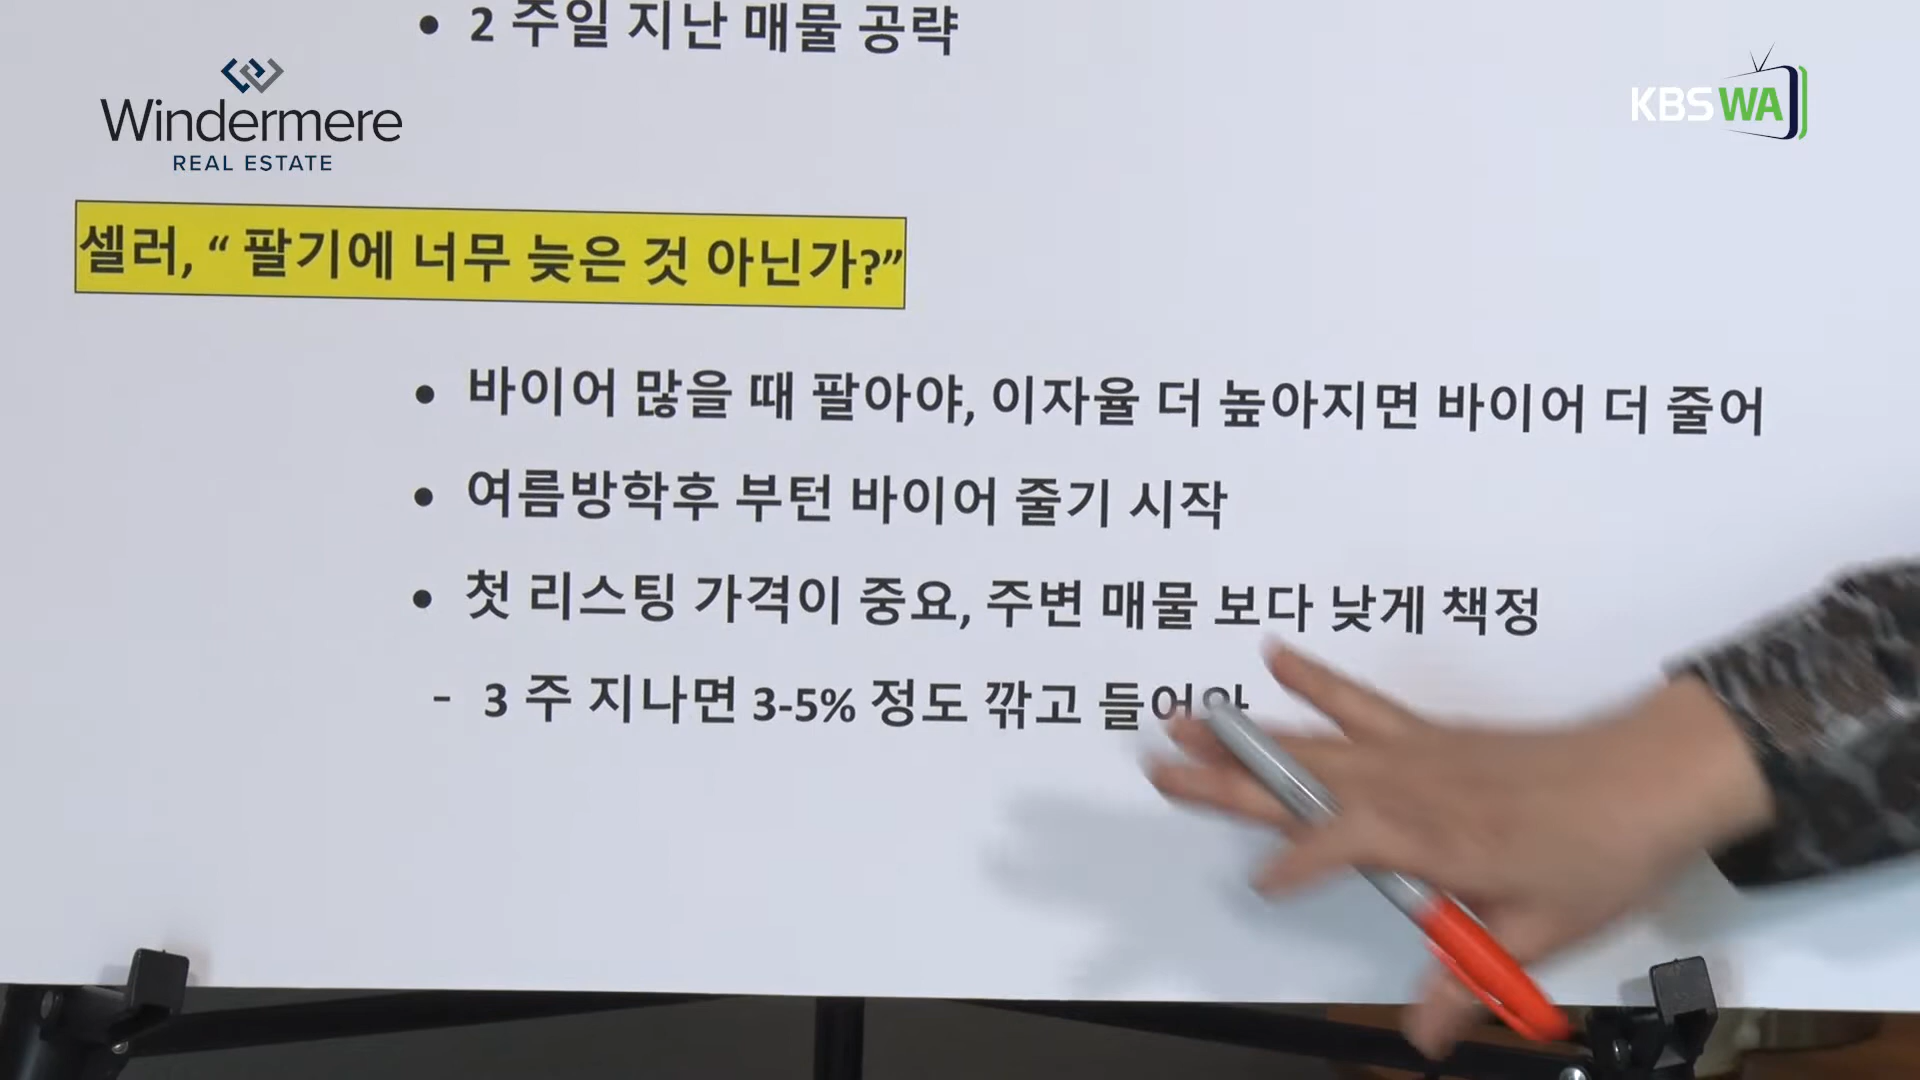 • 2 주일 지난 매물 공략
Windermere
REAL ESTATE
KBS WA
셀러, “ 팔기에 너무 늦은 것 아닌가?”
• 바이어 많을 때 팔아야, 이자율 더 높아지면 바이어 더 줄어
• 여름방학후 부턴 바이어 줄기 시작
• 첫 리스팅 가격이 중요, 주변 매물 보다 낮게 책정
- 3 주 지나면 3-5% 정도 깎고 들어와